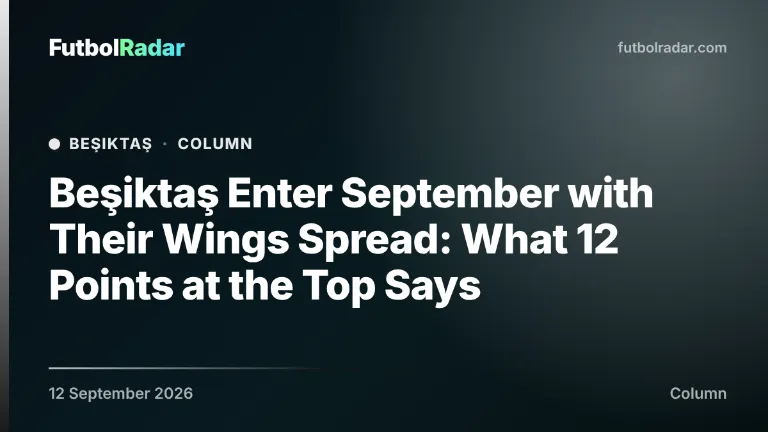 FutbolRadar
futbolradar.com
BEŞİKTAŞ · COLUMN
Beşiktaş Enter September with
Their Wings Spread: What 12
Points at the Top Says
12 September 2026
Column